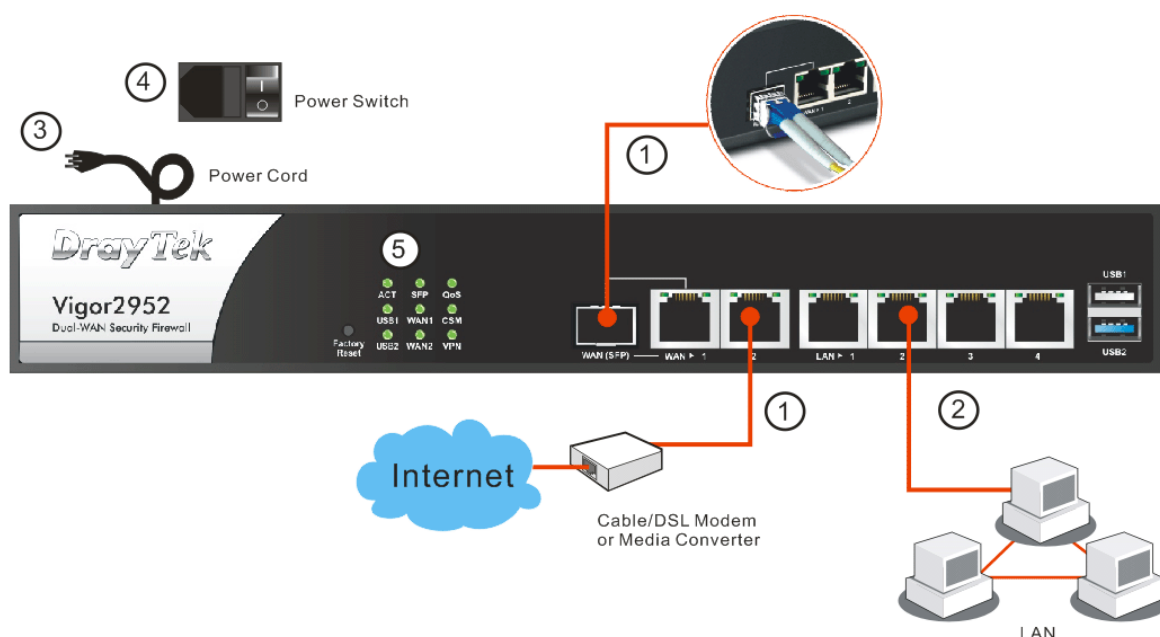 4
Power Switch
3
Power Cord
1
DrayTek
Vigor2952
Dual-WAN Security Firewall
Factory
Reset
5
ACT SFP QoS
USB1 WAN1 CSM
USB2 WAN2 VPN
WAN (SFP) WAN ▶ 1 2 LAN ▶ 1 2 3 4
USB1
USB2
1
2
Internet
Cable/DSL Modem
or Media Converter
LAN